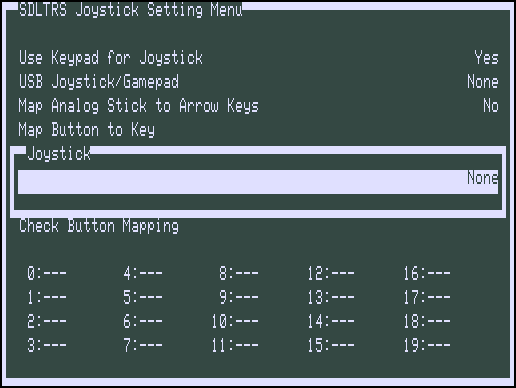 SDLTRS Joystick Setting Menu
Use Keypad for Joystick Yes
USB Joystick/Gamepad None
Map Analog Stick to Arrow Keys No
Map Button to Key
Joystick
None
Check Button Mapping
0:--- 4:--- 8:--- 12:--- 16:---
1:--- 5:--- 9:--- 13:--- 17:---
2:--- 6:--- 10:--- 14:--- 18:---
3:--- 7:--- 11:--- 15:--- 19:---